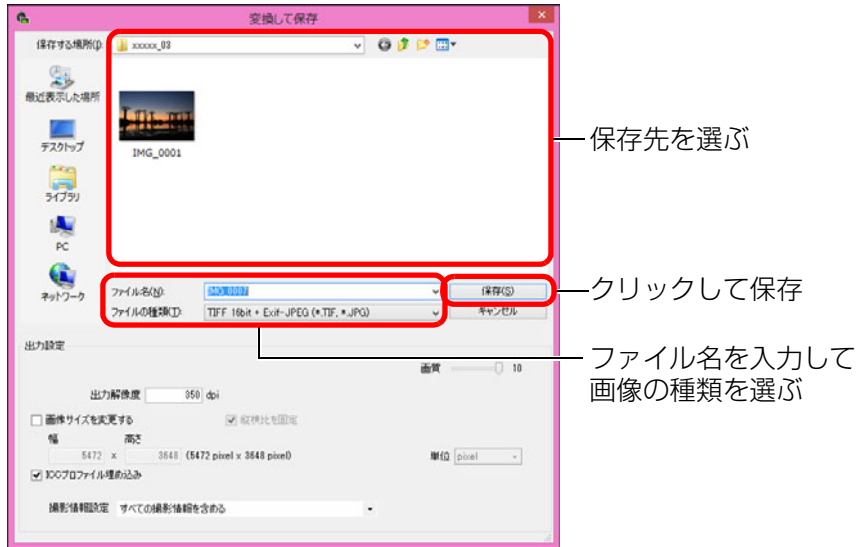 変換して保存
保存する場所(I):
xxxxx_03
最近表示した場所
デスクトップ
ライブラリ
PC
ネットワーク
IMG_0001
保存先を選ぶ
ファイル名(N):
IMG_0007
保存(S)
クリックして保存
ファイルの種類(T):
TIFF 16bit + Exif-JPEG (*.TIF, *.JPG)
キャンセル
ファイル名を入力して
画像の種類を選ぶ
出力設定
画質 10
出力解像度 350 dpi
画像サイズを変更する 縦横比を固定
幅 高さ
5472 x 3648 (5472 pixel x 3648 pixel) 単位 pixel
ICCプロファイル埋め込み
撮影情報設定 すべての撮影情報を含める